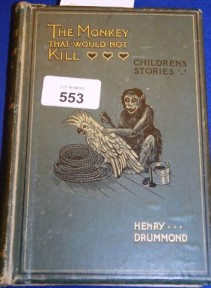 THE MONKEY
THAT WOULD NOT
KILL
CHILDRENS
STORIES
553
HENRY
DRUMMOND